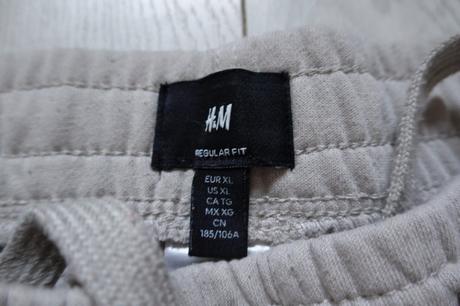 H&M
REGULAR FIT
EUR XL
US XL
CA TG
MX XG
CN
185/106A